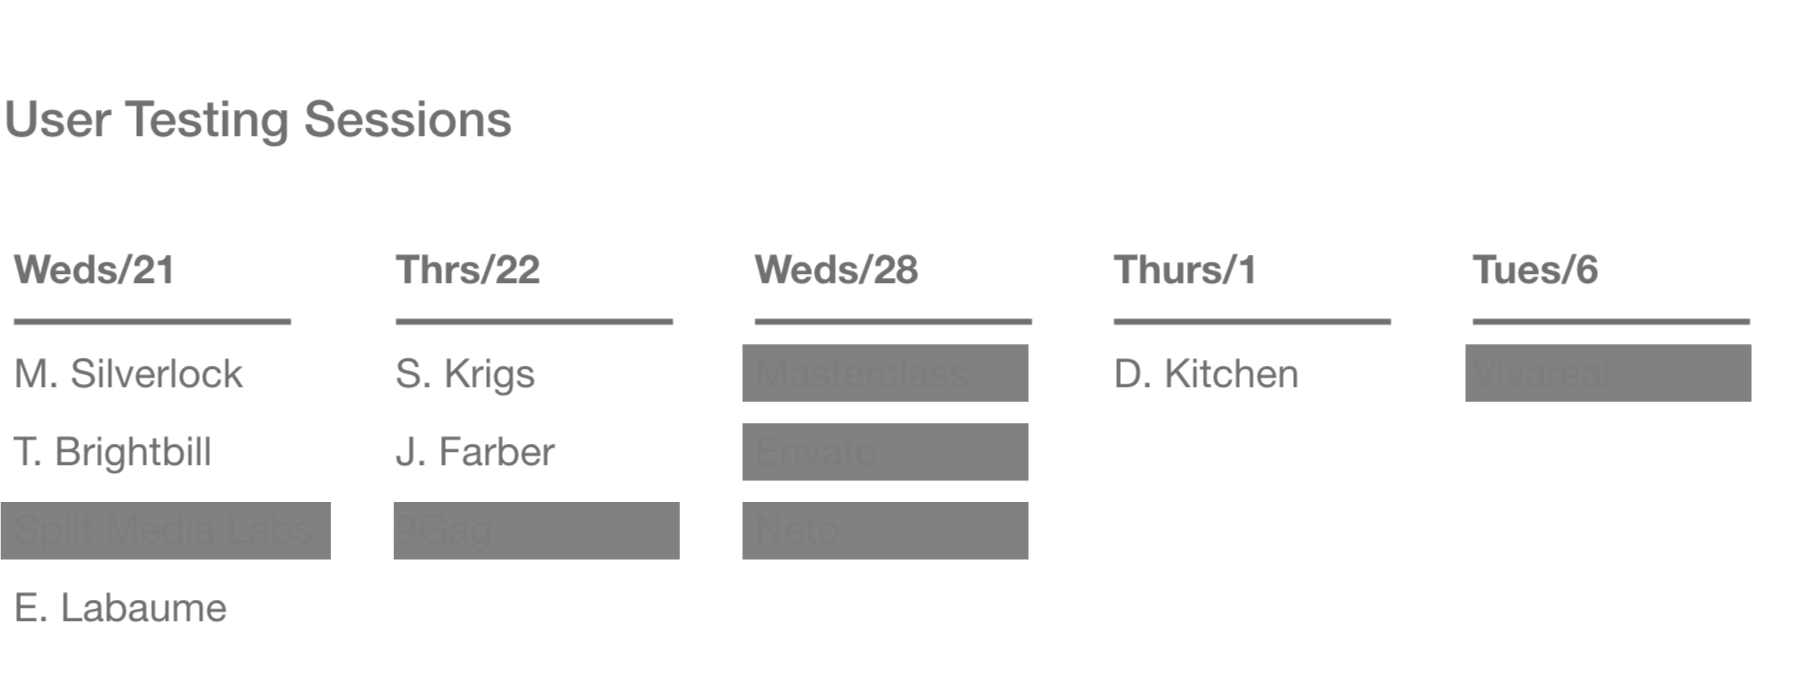 User Testing Sessions
Weds/21 Thrs/22 Weds/28 Thurs/1 Tues/6
M. Silverlock S. Krigs Masterclass D. Kitchen Vivareal
T. Brightbill J. Farber Envato
Split Media Labs 9Gag Neto
E. Labaume